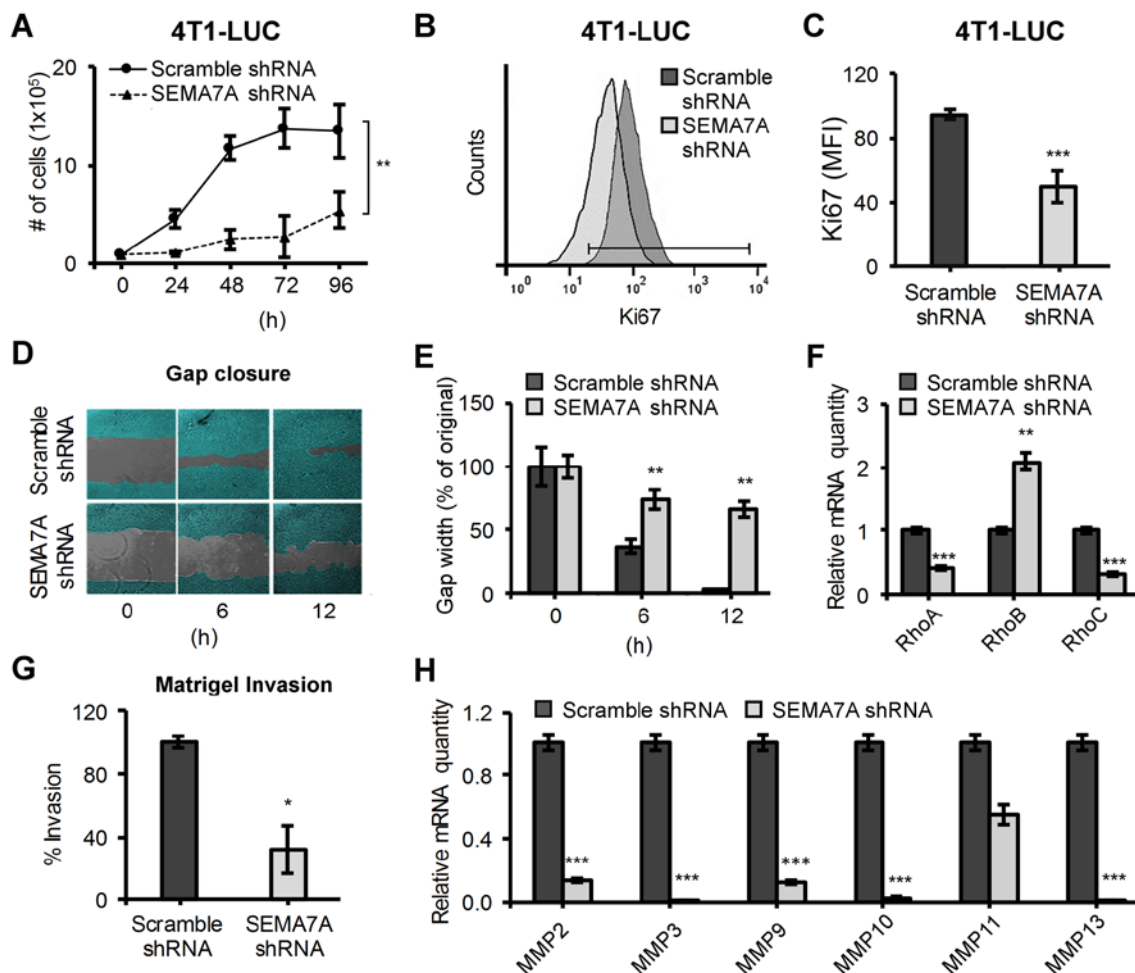 A
4T1-LUC
# of cells (1x10⁵)
20
10
0
Scramble shRNA
SEMA7A shRNA
**
0 24 48 72 96
(h)
B
4T1-LUC
Counts
Scramble
shRNA
SEMA7A
shRNA
10⁰ 10¹ 10² 10³ 10⁴
Ki67
C
4T1-LUC
Ki67 (MFI)
120
80
40
0
***
Scramble
shRNA
SEMA7A
shRNA
D
Gap closure
Scramble
shRNA
SEMA7A
shRNA
0 6 12
(h)
E
Scramble shRNA
SEMA7A shRNA
Gap width (% of original)
150
100
50
0
**
**
0 6 12
(h)
F
Scramble shRNA
SEMA7A shRNA
Relative mRNA quantity
3
2
1
0
***
**
***
RhoA RhoB RhoC
G
Matrigel Invasion
% Invasion
120
80
40
0
*
Scramble
shRNA
SEMA7A
shRNA
H
Scramble shRNA SEMA7A shRNA
Relative mRNA quantity
1.2
0.8
0.4
0.0
***
***
***
***
***
MMP2 MMP3 MMP9 MMP10 MMP11 MMP13